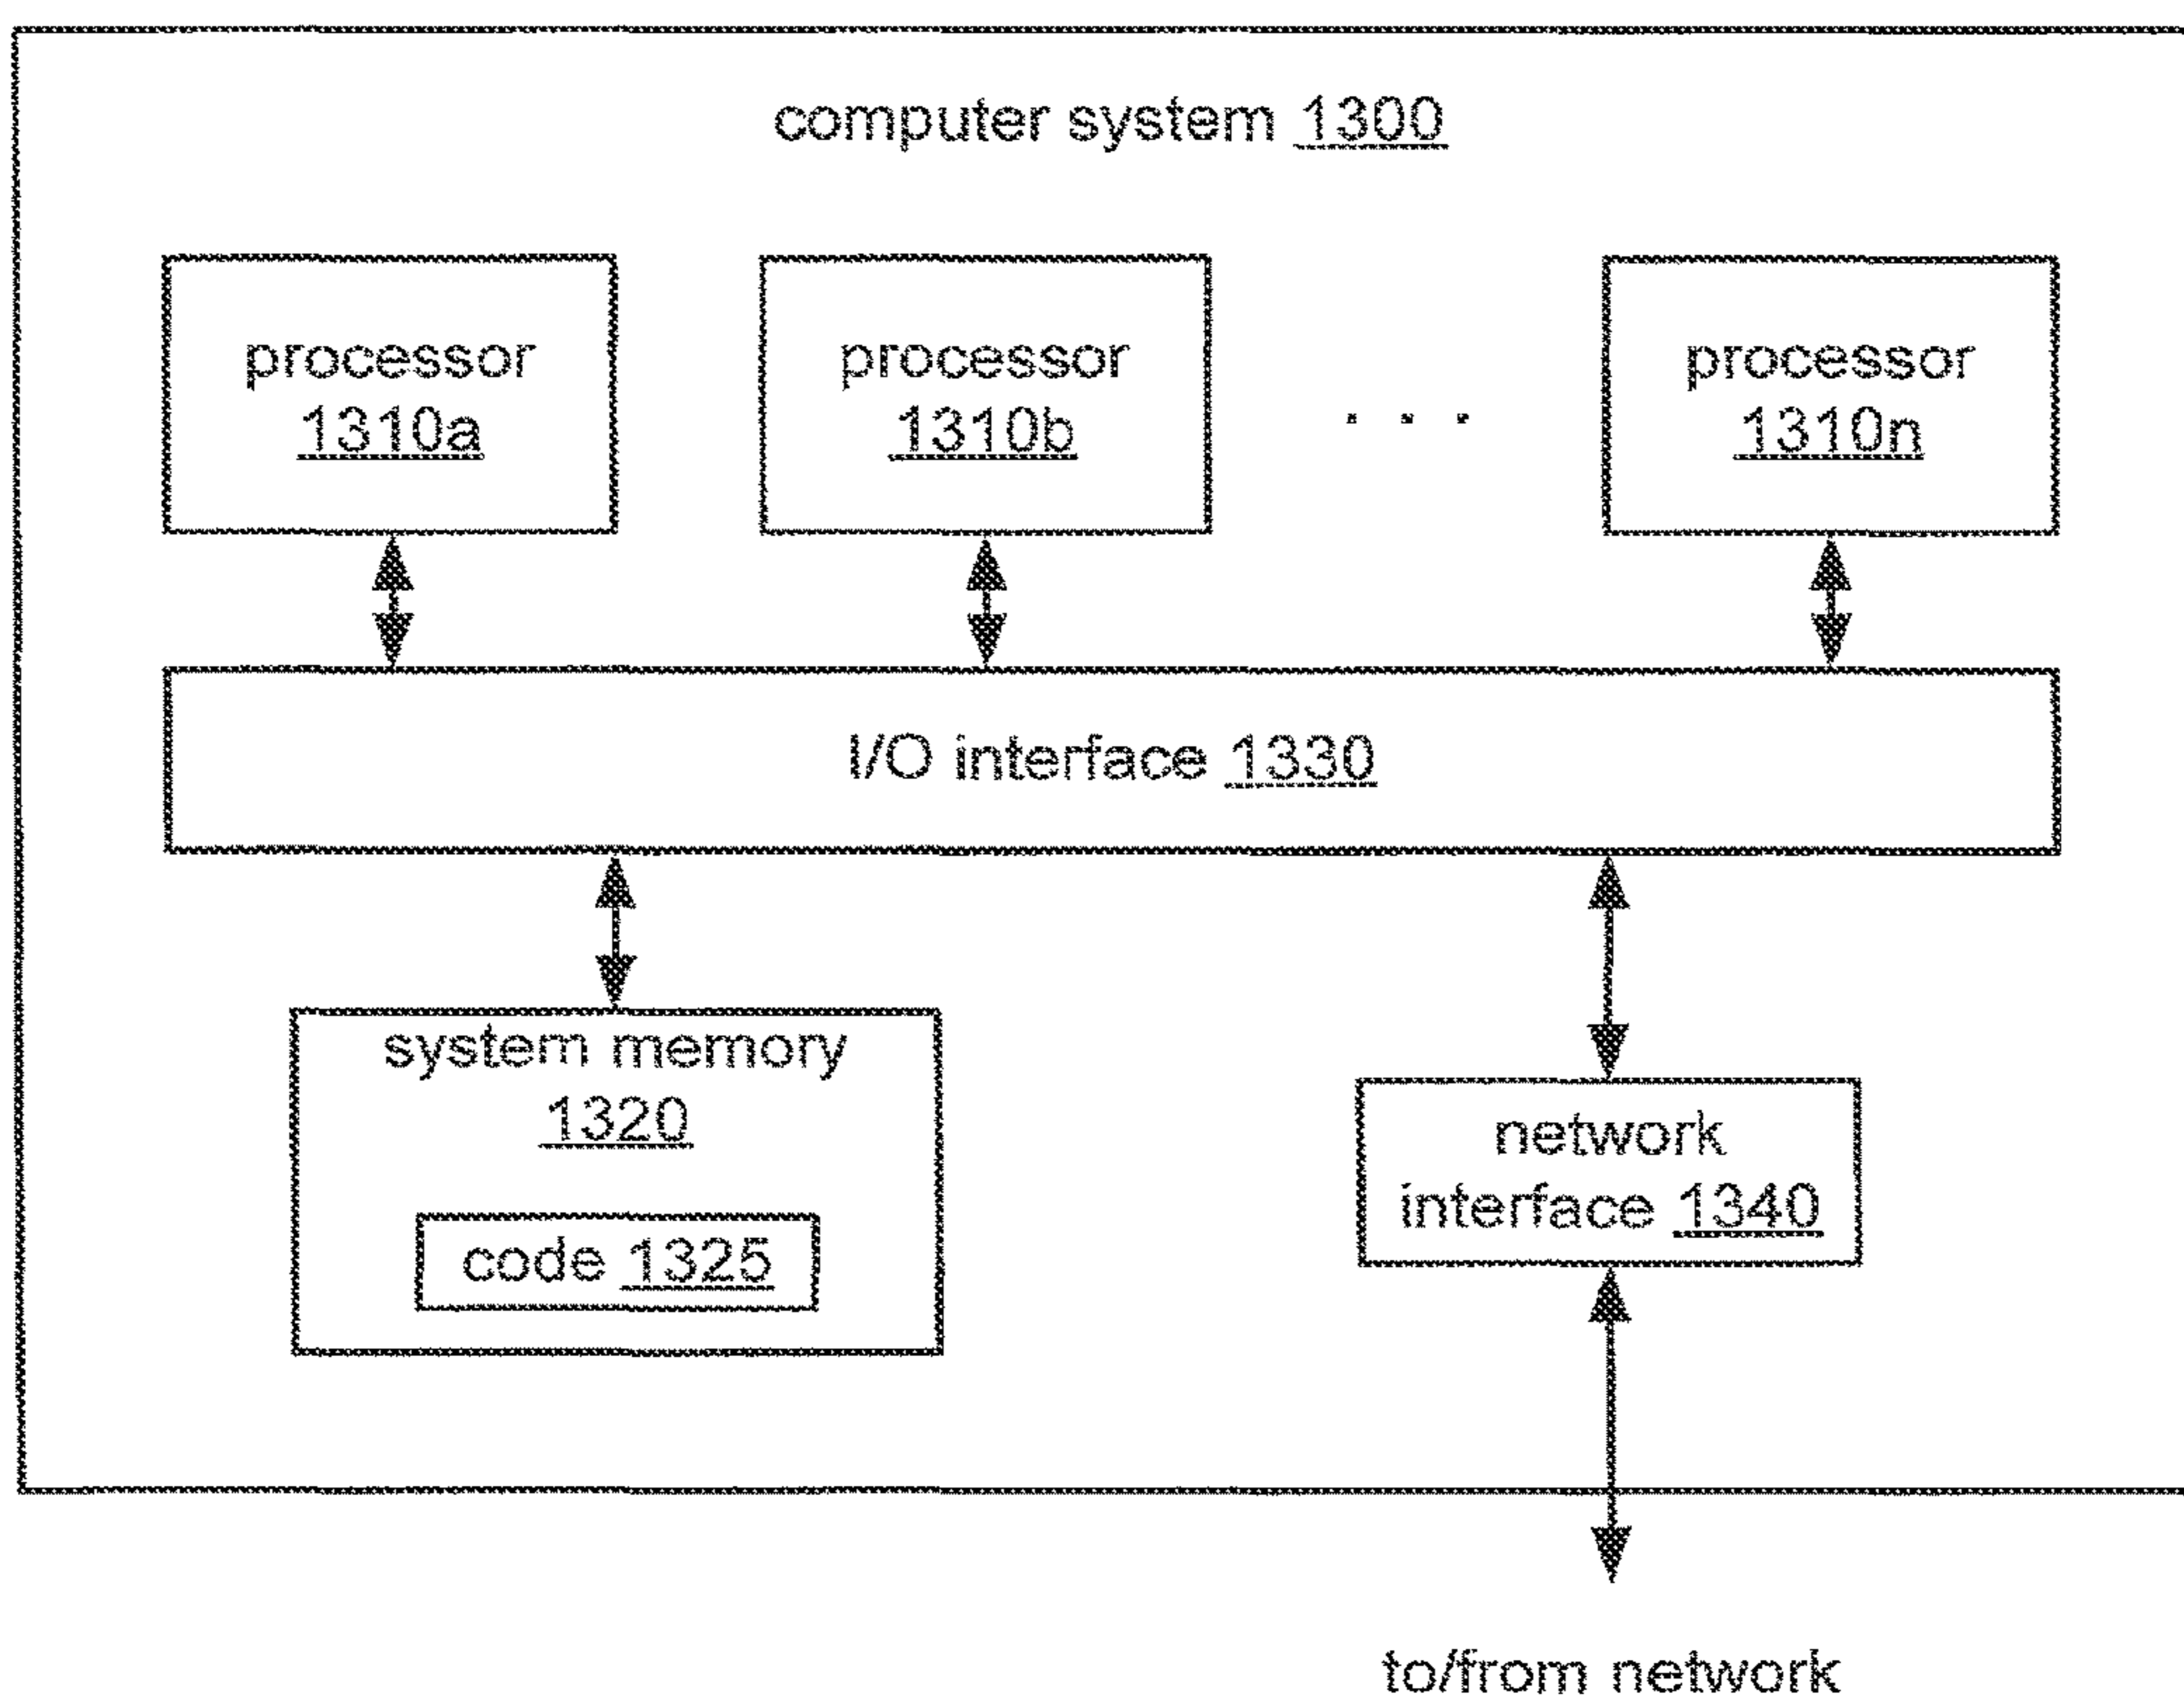 computer system 1300
processor
1310a
processor
1310b
. . .
processor
1310n
I/O interface 1330
system memory
1320
code 1325
network
interface 1340
to/from network